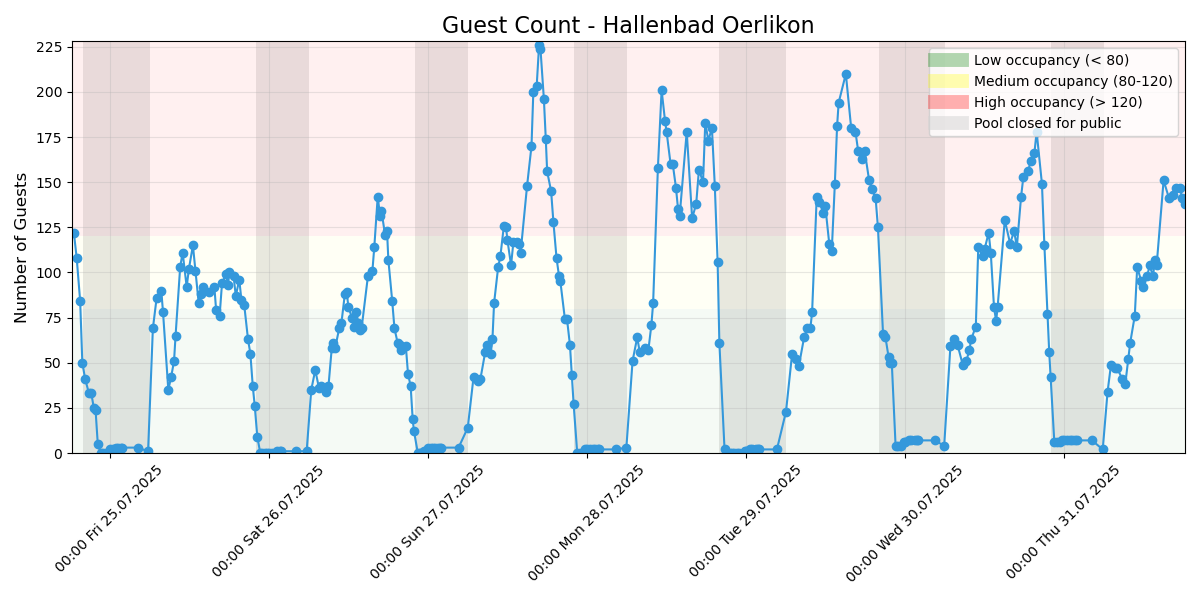 Guest Count - Hallenbad Oerlikon
Number of Guests
225
200
175
150
125
100
75
50
25
0
Low occupancy (< 80)
Medium occupancy (80-120)
High occupancy (> 120)
Pool closed for public
00:00 Fri 25.07.2025
00:00 Sat 26.07.2025
00:00 Sun 27.07.2025
00:00 Mon 28.07.2025
00:00 Tue 29.07.2025
00:00 Wed 30.07.2025
00:00 Thu 31.07.2025